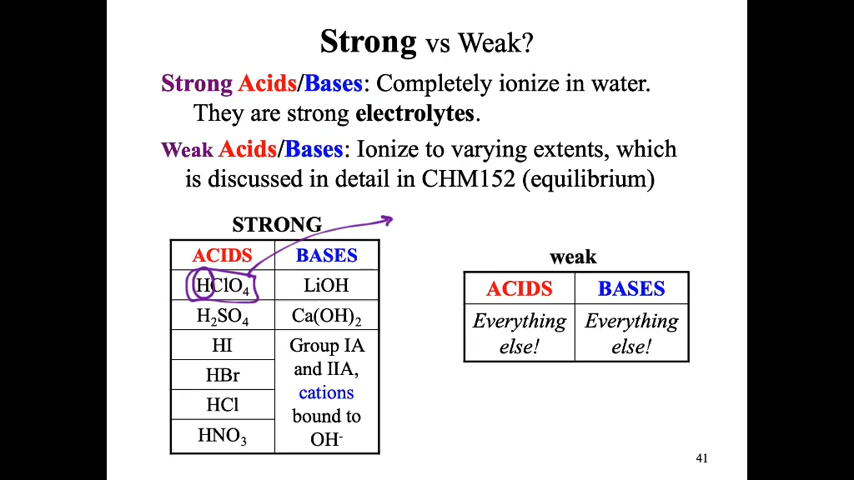 Strong vs Weak?
Strong Acids/Bases: Completely ionize in water.
They are strong electrolytes.
Weak Acids/Bases: Ionize to varying extents, which
is discussed in detail in CHM152 (equilibrium)
STRONG
ACIDS BASES
HClO₄ LiOH
H₂SO₄ Ca(OH)₂
HI
HBr
HCl
HNO₃
Group IA
and IIA,
cations
bound to
OH⁻
weak
ACIDS BASES
Everything Everything
else! else!
41